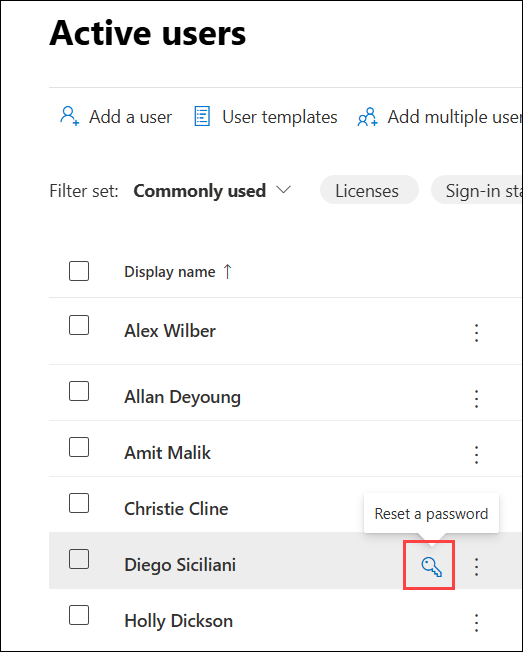 Active users
Add a user User templates Add multiple user
Filter set: Commonly used Licenses Sign-in sta
Display name ↑
Alex Wilber
Allan Deyoung
Amit Malik
Christie Cline
Reset a password
Diego Siciliani
Holly Dickson